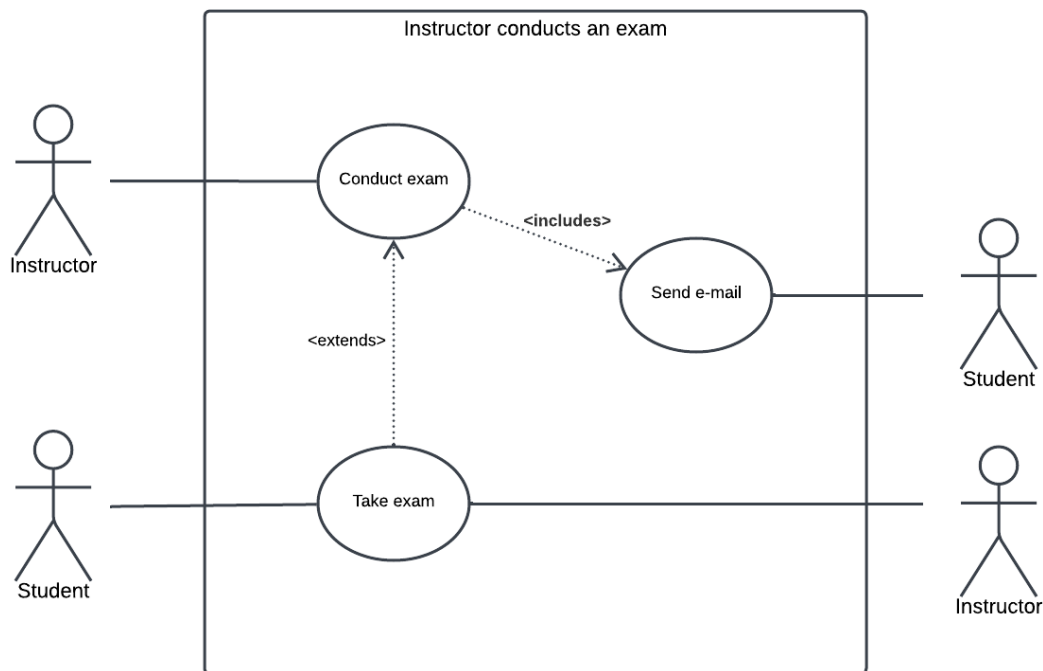 Instructor conducts an exam
Conduct exam
<includes>
Instructor
Send e-mail
<extends>
Student
Take exam
Student
Instructor